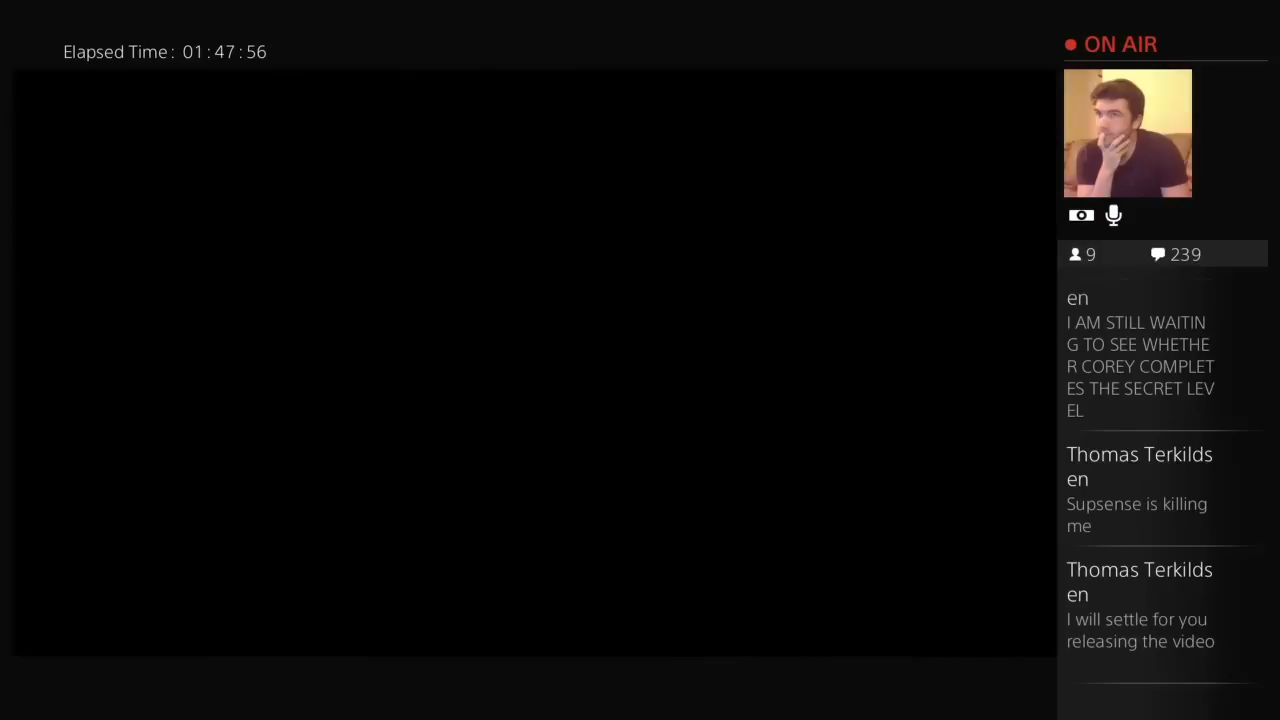 Elapsed Time: 01:47:56
ON AIR
9 239
en
I AM STILL WAITIN
G TO SEE WHETHE
R COREY COMPLET
ES THE SECRET LEV
EL
Thomas Terkilds
en
Supsense is killing
me
Thomas Terkilds
en
I will settle for you
releasing the video